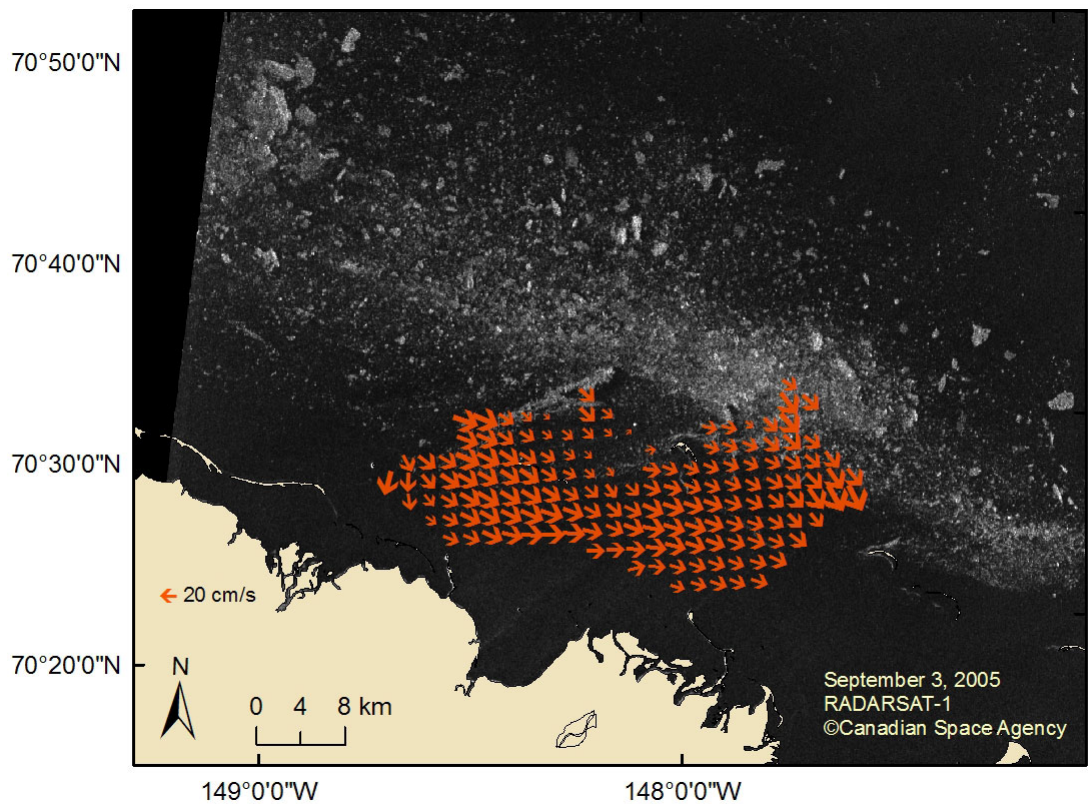 70°50'0"N
70°40'0"N
70°30'0"N
20 cm/s
70°20'0"N
N
0 4 8 km
September 3, 2005
RADARSAT-1
©Canadian Space Agency
149°0'0"W
148°0'0"W